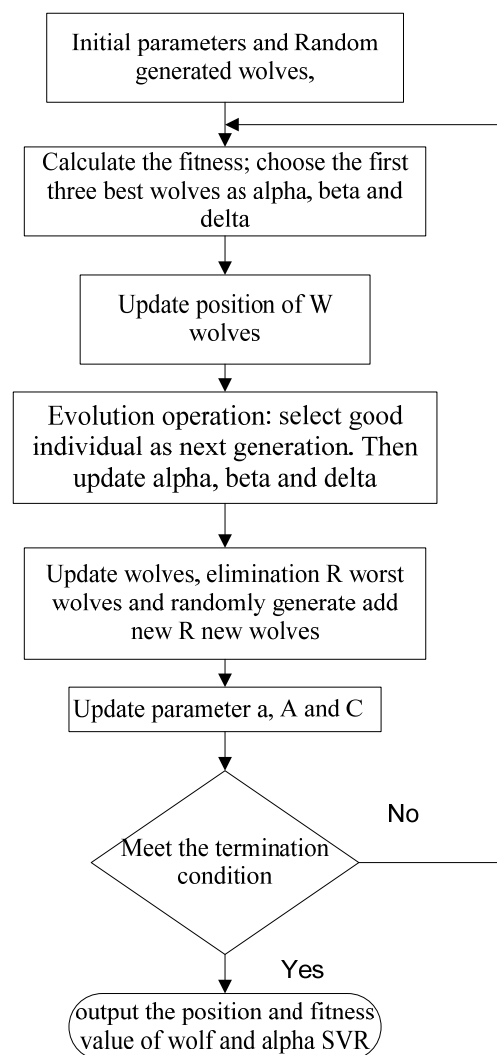 Initial parameters and Random
generated wolves,
Calculate the fitness; choose the first
three best wolves as alpha, beta and
delta
Update position of W
wolves
Evolution operation: select good
individual as next generation. Then
update alpha, beta and delta
Update wolves, elimination R worst
wolves and randomly generate add
new R new wolves
Update parameter a, A and C
No
Meet the termination
condition
Yes
output the position and fitness
value of wolf and alpha SVR